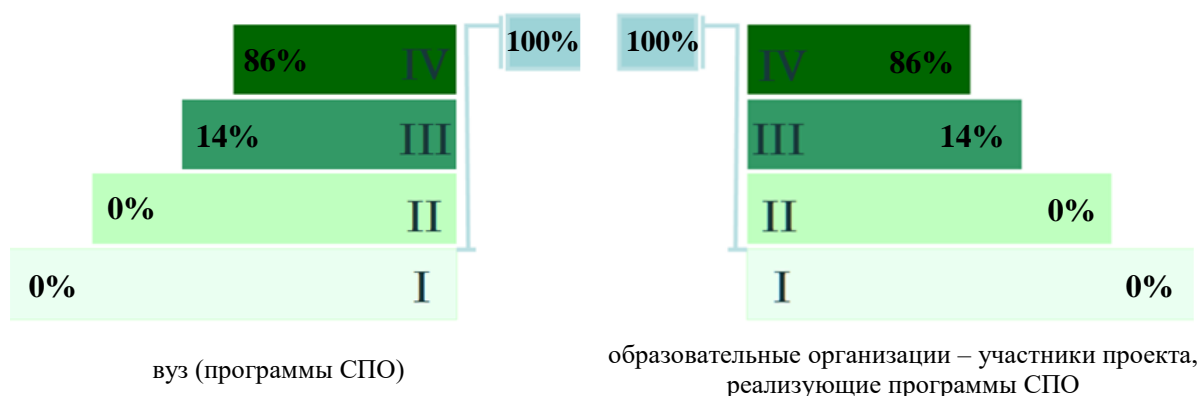 86% IV 100%
14% III
0% II
0% I
вуз (программы СПО)
100% IV 86%
III 14%
II 0%
I 0%
образовательные организации – участники проекта,
реализующие программы СПО